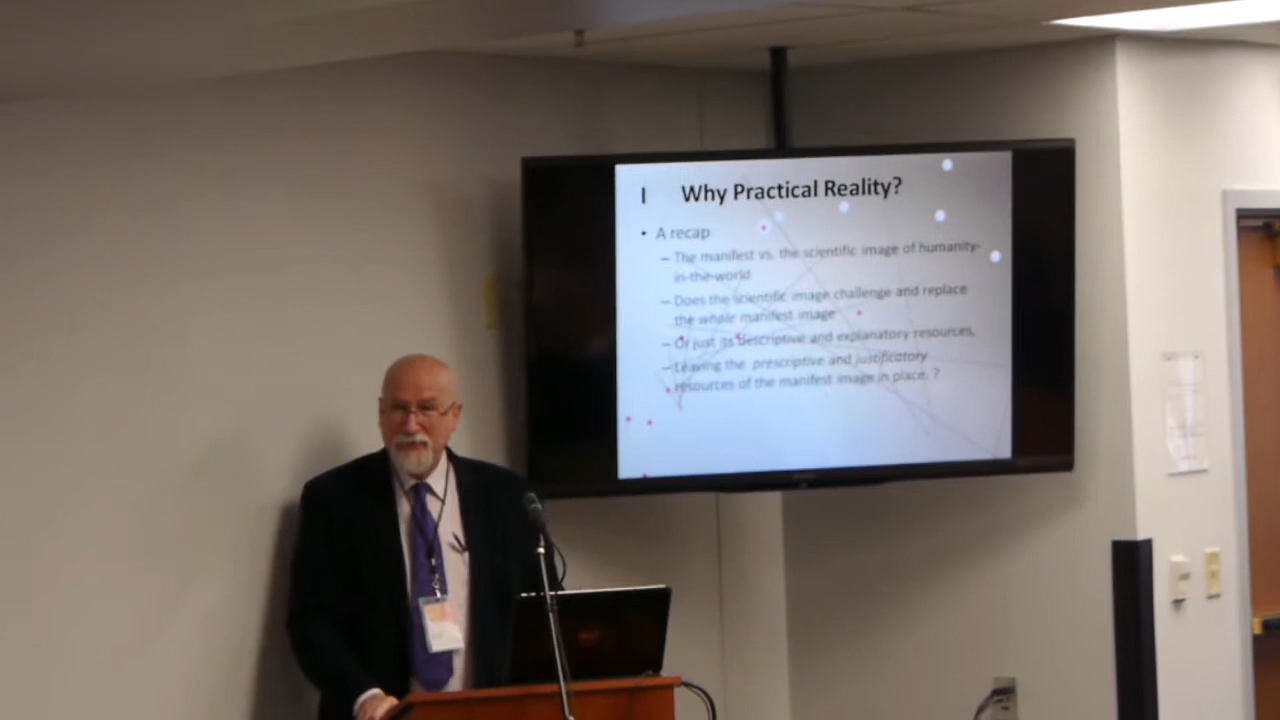 I Why Practical Reality?
• A recap
– The manifest vs. the scientific image of humanity-
in-the-world
– Does the scientific image challenge and replace
the whole manifest image
– Or just its descriptive and explanatory resources,
– Leaving the prescriptive and justificatory
resources of the manifest image in place. ?